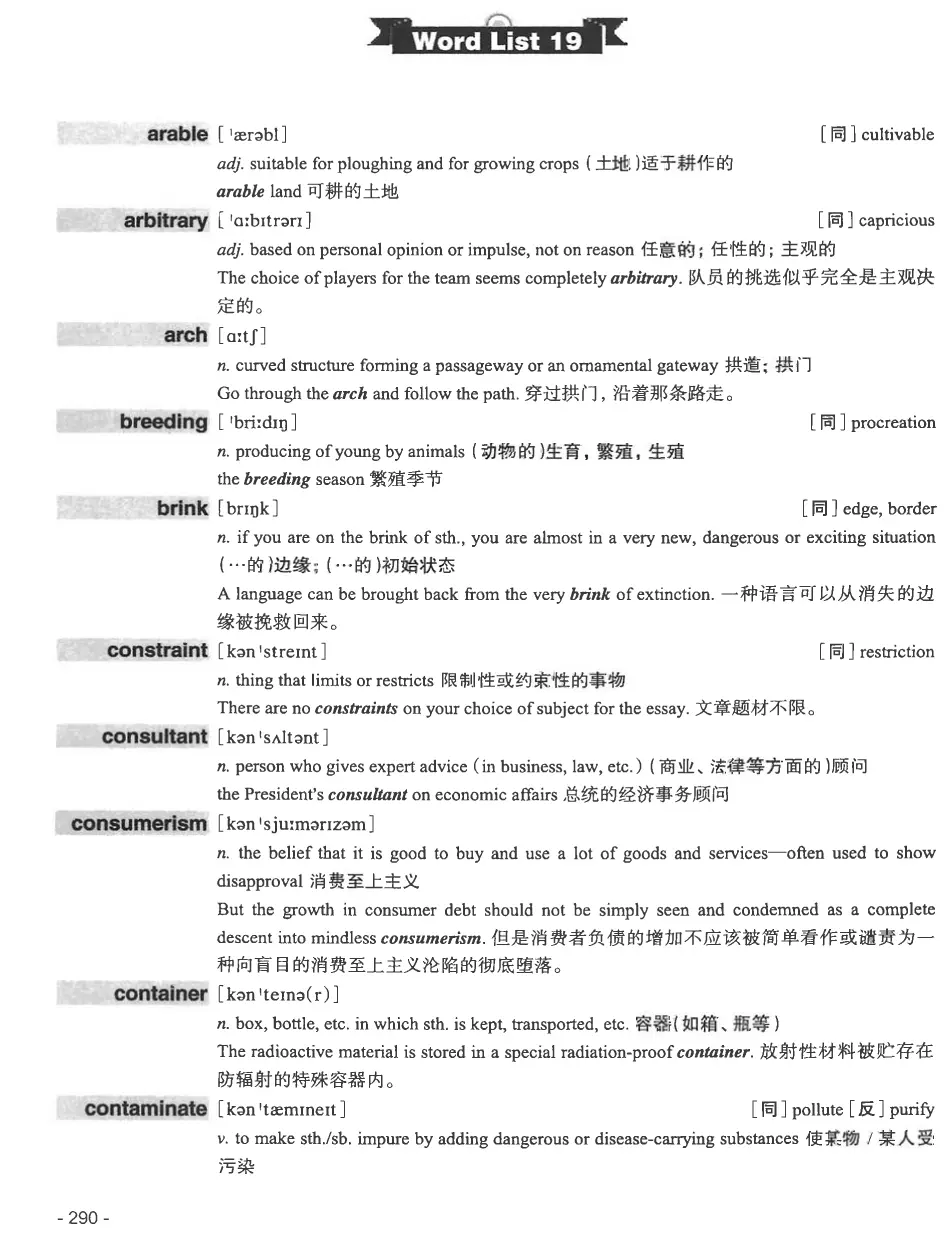 Word List 19
arable [ˈærəbl] [同] cultivable
adj. suitable for ploughing and for growing crops (土地)适于耕作的
arable land 可耕的土地
arbitrary [ˈɑːbɪtrərɪ] [同] capricious
adj. based on personal opinion or impulse, not on reason 任意的；任性的；主观的
The choice of players for the team seems completely arbitrary. 队员的挑选似乎完全是主观决
定的。
arch [ɑːtʃ]
n. curved structure forming a passageway or an ornamental gateway 拱道；拱门
Go through the arch and follow the path. 穿过拱门，沿着那条路走。
breeding [ˈbriːdɪŋ] [同] procreation
n. producing of young by animals (动物的)生育，繁殖，生殖
the breeding season 繁殖季节
brink [brɪŋk] [同] edge, border
n. if you are on the brink of sth., you are almost in a very new, dangerous or exciting situation
(…的)边缘；(…的)初始状态
A language can be brought back from the very brink of extinction. 一种语言可以从消失的边
缘被挽救回来。
constraint [kənˈstreɪnt] [同] restriction
n. thing that limits or restricts 限制性或约束性的事物
There are no constraints on your choice of subject for the essay. 文章题材不限。
consultant [kənˈsʌltənt]
n. person who gives expert advice (in business, law, etc.) (商业、法律等方面的)顾问
the President's consultant on economic affairs 总统的经济事务顾问
consumerism [kənˈsjuːmərɪzəm]
n. the belief that it is good to buy and use a lot of goods and services—often used to show
disapproval 消费至上主义
But the growth in consumer debt should not be simply seen and condemned as a complete
descent into mindless consumerism. 但是消费者负债的增加不应该被简单看作或谴责为一
种向盲目的消费至上主义沦陷的彻底堕落。
container [kənˈteɪnə(r)]
n. box, bottle, etc. in which sth. is kept, transported, etc. 容器(如箱、瓶等)
The radioactive material is stored in a special radiation-proof container. 放射性材料被贮存在
防辐射的特殊容器内。
contaminate [kənˈtæmɪneɪt] [同] pollute [反] purify
v. to make sth./sb. impure by adding dangerous or disease-carrying substances 使某物 / 某人受
污染
- 290 -